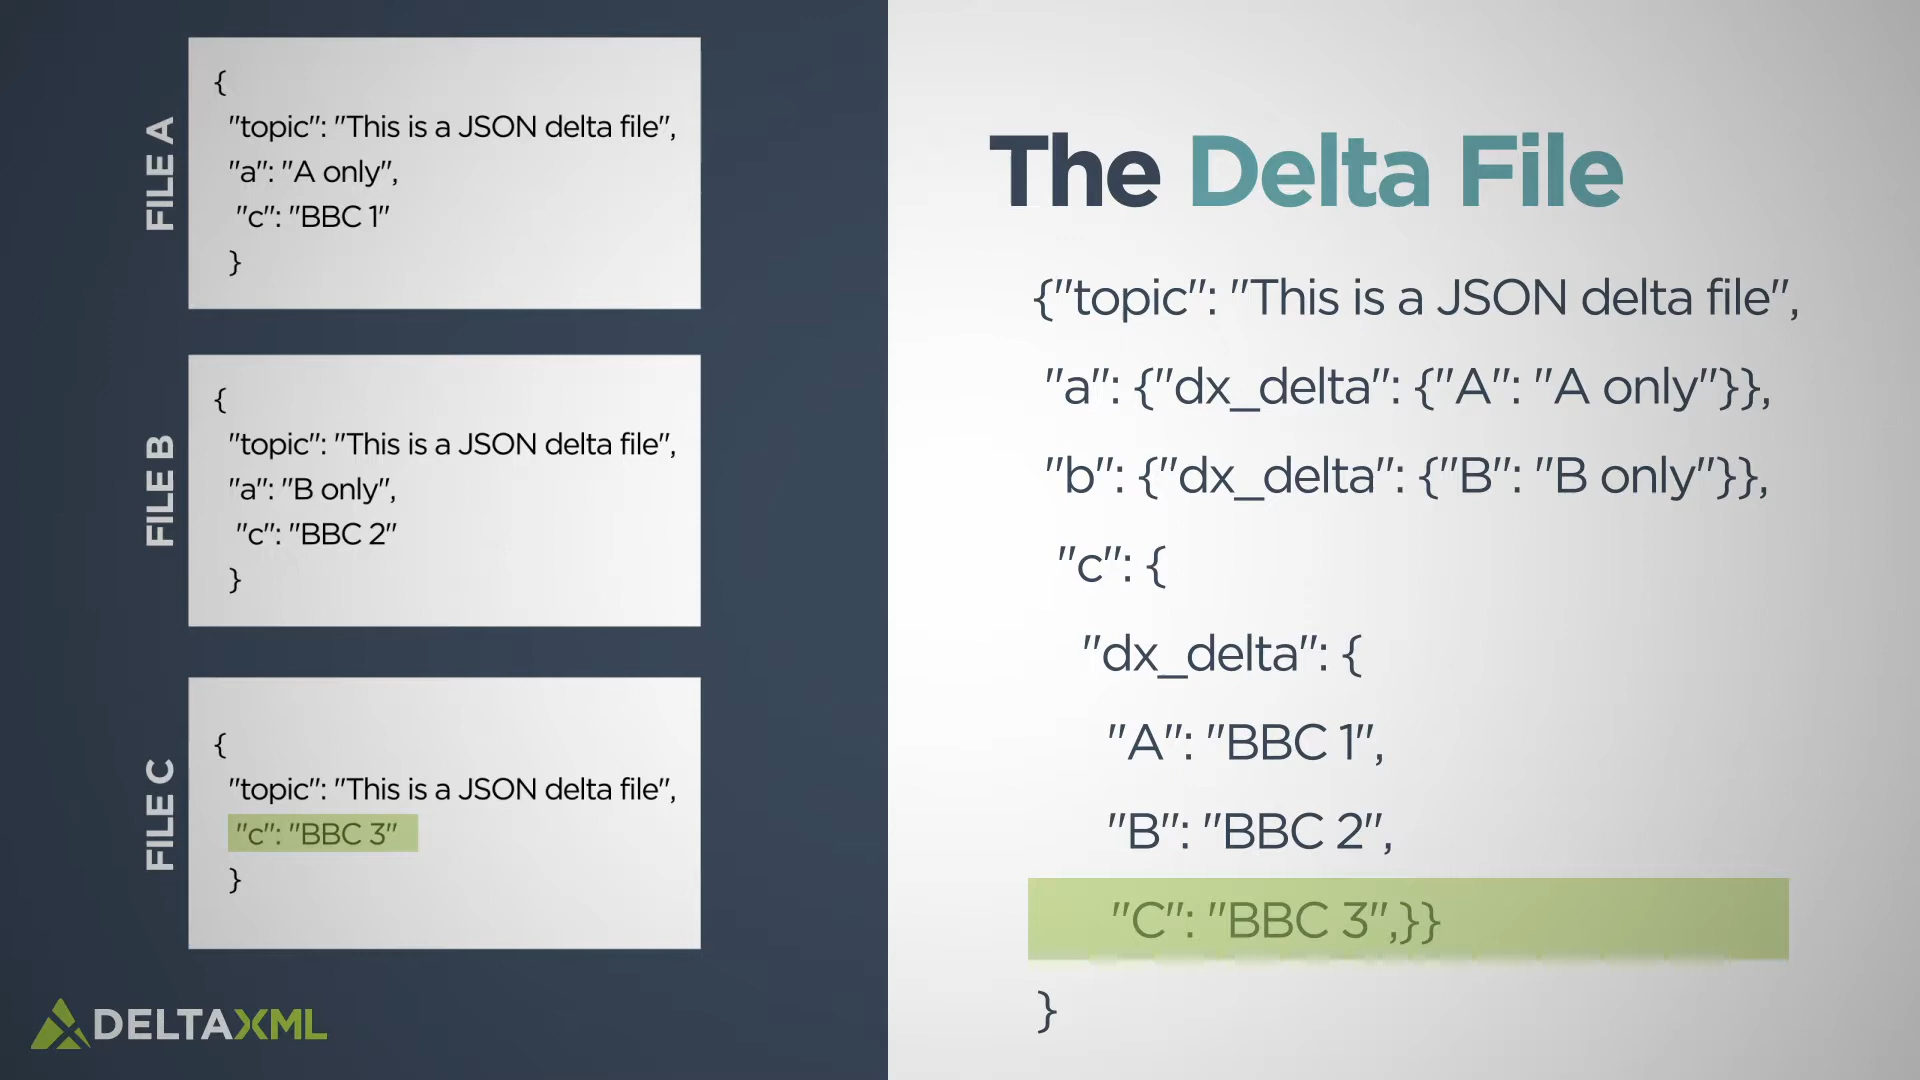 FILE A
{
"topic": "This is a JSON delta file",
"a": "A only",
"c": "BBC 1"
}
FILE B
{
"topic": "This is a JSON delta file",
"a": "B only",
"c": "BBC 2"
}
FILE C
{
"topic": "This is a JSON delta file",
"c": "BBC 3"
}
DELTAXML
The Delta File
{"topic": "This is a JSON delta file",
"a": {"dx_delta": {"A": "A only"}},
"b": {"dx_delta": {"B": "B only"}},
"c": {
"dx_delta": {
"A": "BBC 1",
"B": "BBC 2",
"C": "BBC 3",}}
}